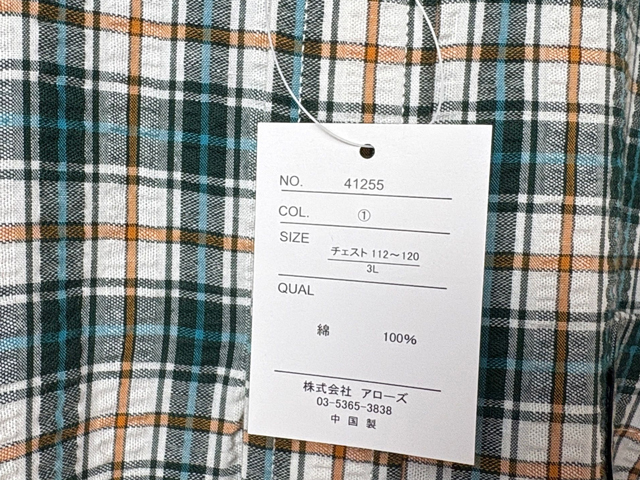 NO. 41255
COL. ①
SIZE
チェスト 112～120
3L
QUAL
綿 100%
株式会社 アローズ
03-5365-3838
中国製